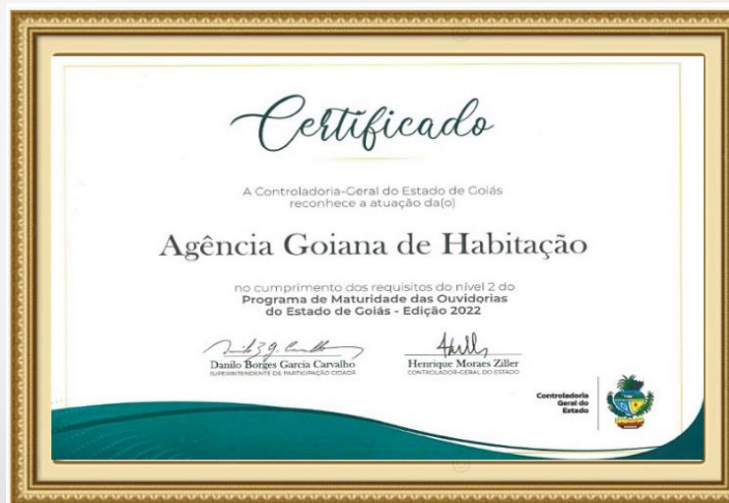 Certificado
A Controladoria-Geral do Estado de Goiás
reconhece a atuação da(o)
Agência Goiana de Habitação
no cumprimento dos requisitos do nível 2 do
Programa de Maturidade das Ouvidorias
do Estado de Goiás - Edição 2022
Danilo Borges Garcia Carvalho
SUPERINTENDENTE DE PARTICIPAÇÃO CIDADÃ
Henrique Moraes Ziller
CONTROLADOR-GERAL DO ESTADO
Controladoria
Geral do
Estado